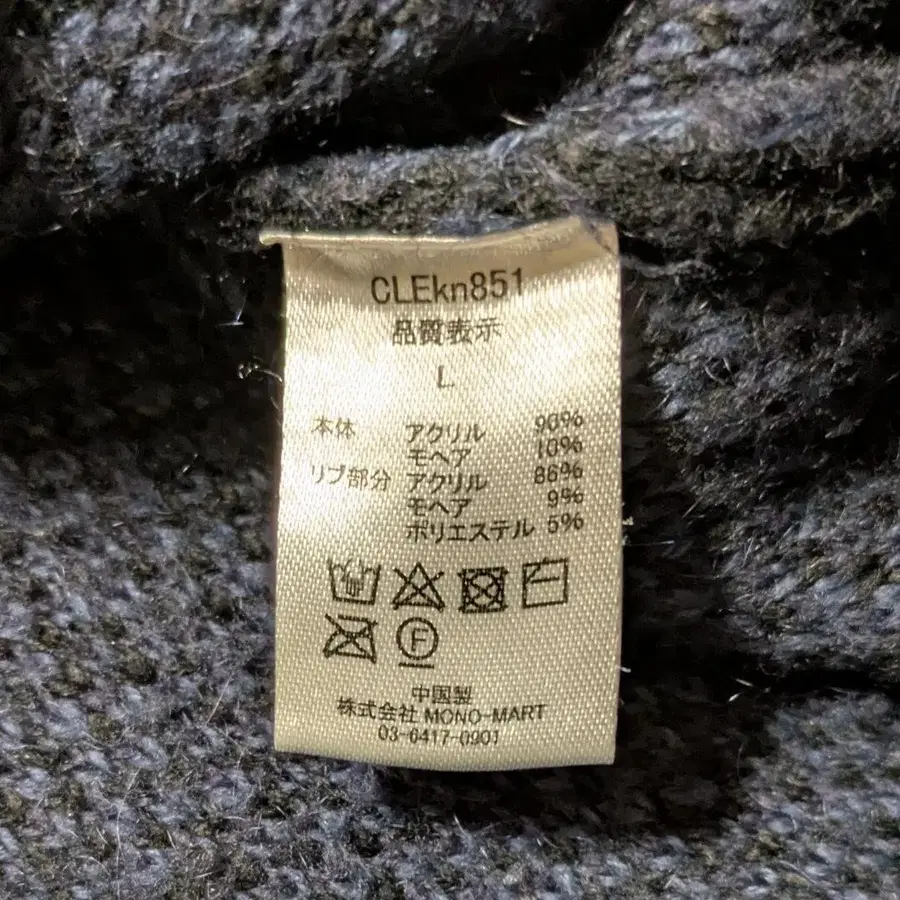 CLEkn851
品質表示
L
本体 アクリル 90%
モヘア 10%
リブ部分 アクリル 86%
モヘア 9%
ポリエステル 5%
F
中国製
株式会社 MONO-MART
03-6417-0901